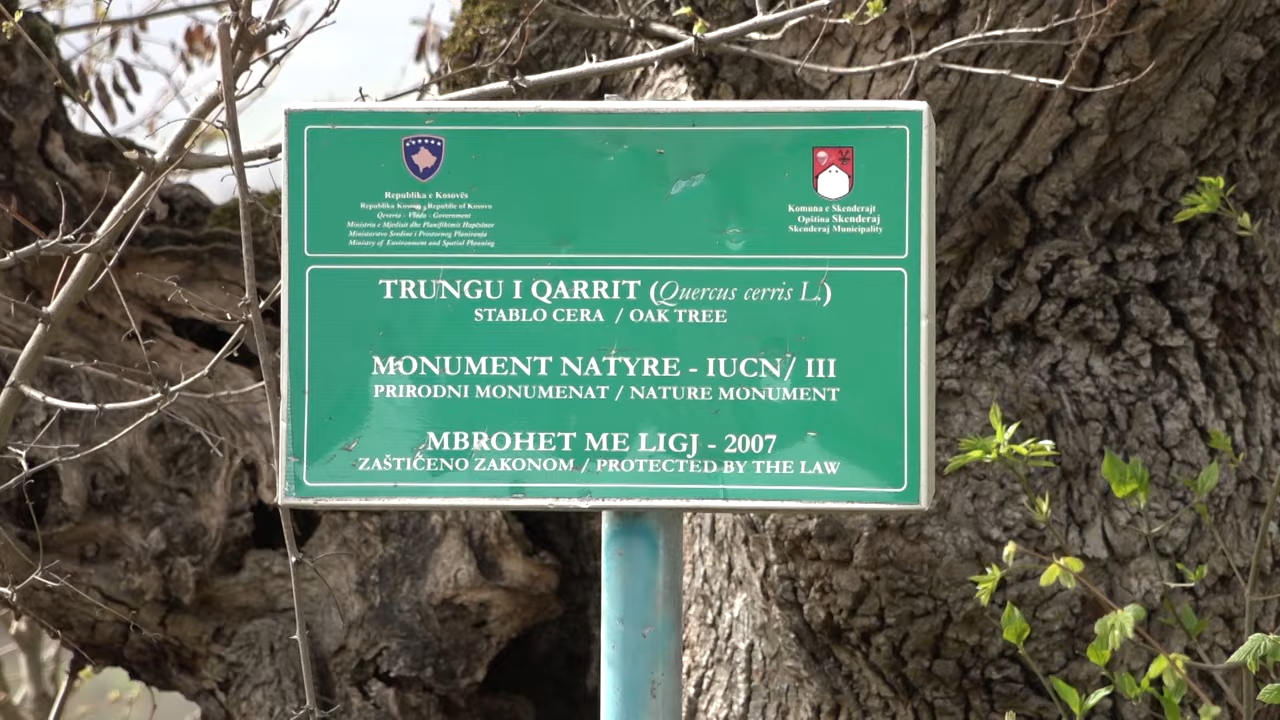 Republika e Kosovës
Republika Kosova - Republic of Kosovo
Qeveria - Vlada - Government
Ministria e Mjedisit dhe Planifikimit Hapësinor
Ministarstvo Sredine i Prostornog Planiranja
Ministry of Environment and Spatial Planning
Komuna e Skenderajt
Opština Skenderaj
Skenderaj Municipality
TRUNGU I QARRIT (Quercus cerris L.)
STABLO CERA / OAK TREE
MONUMENT NATYRE - IUCN/ III
PRIRODNI MONUMENAT / NATURE MONUMENT
MBROHET ME LIGJ - 2007
ZAŠTIČENO ZAKONOM / PROTECTED BY THE LAW